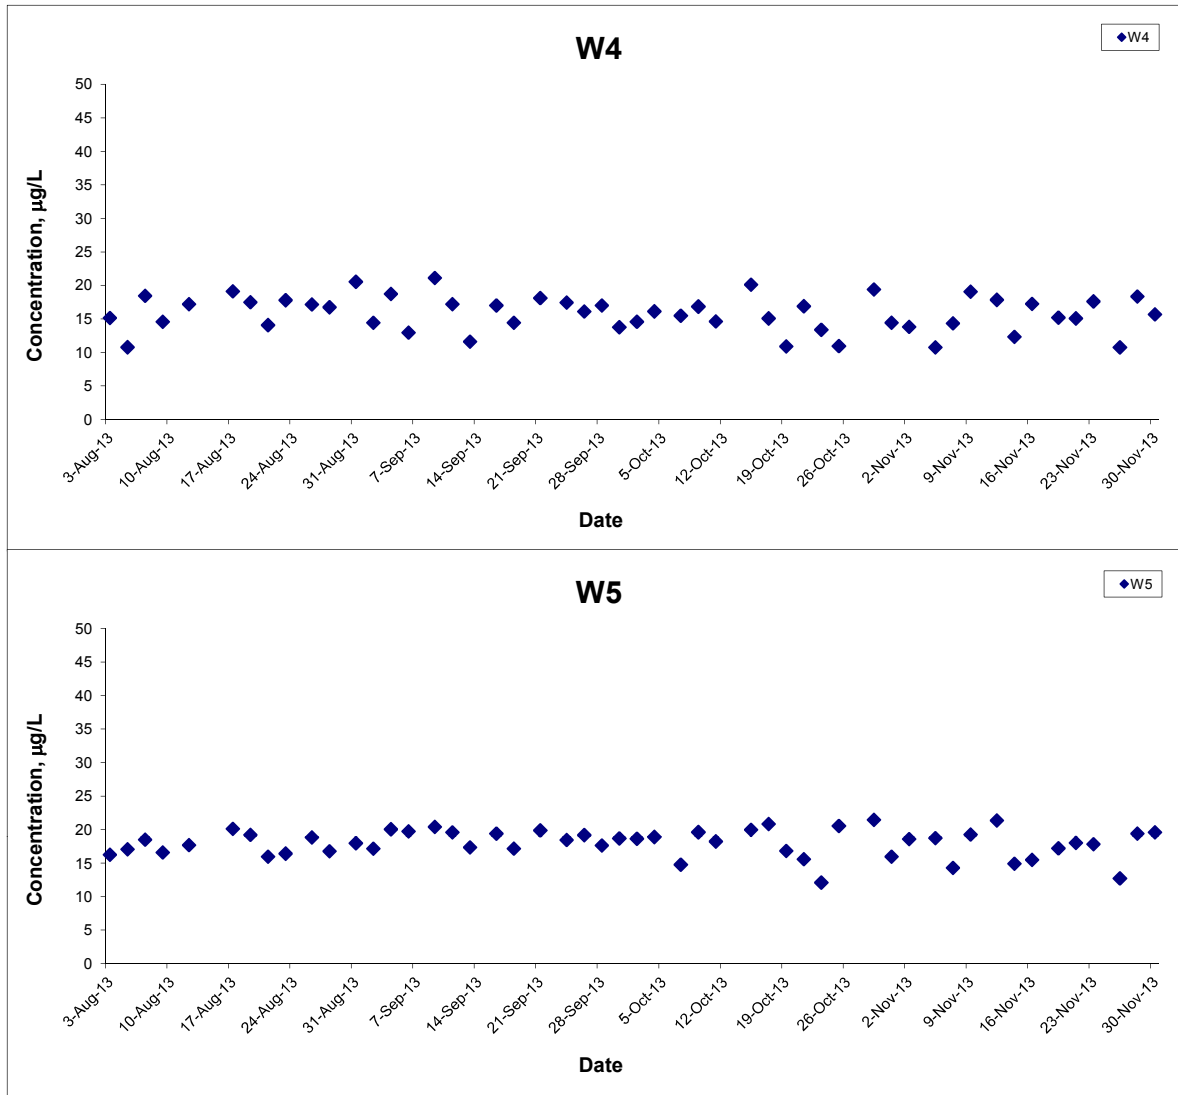 W4
W4
50
45
40
35
30
25
20
15
10
5
0
Concentration, µg/L
3-Aug-13
10-Aug-13
17-Aug-13
24-Aug-13
31-Aug-13
7-Sep-13
14-Sep-13
21-Sep-13
28-Sep-13
5-Oct-13
12-Oct-13
19-Oct-13
26-Oct-13
2-Nov-13
9-Nov-13
16-Nov-13
23-Nov-13
30-Nov-13
Date
W5
W5
50
45
40
35
30
25
20
15
10
5
0
Concentration, µg/L
3-Aug-13
10-Aug-13
17-Aug-13
24-Aug-13
31-Aug-13
7-Sep-13
14-Sep-13
21-Sep-13
28-Sep-13
5-Oct-13
12-Oct-13
19-Oct-13
26-Oct-13
2-Nov-13
9-Nov-13
16-Nov-13
23-Nov-13
30-Nov-13
Date